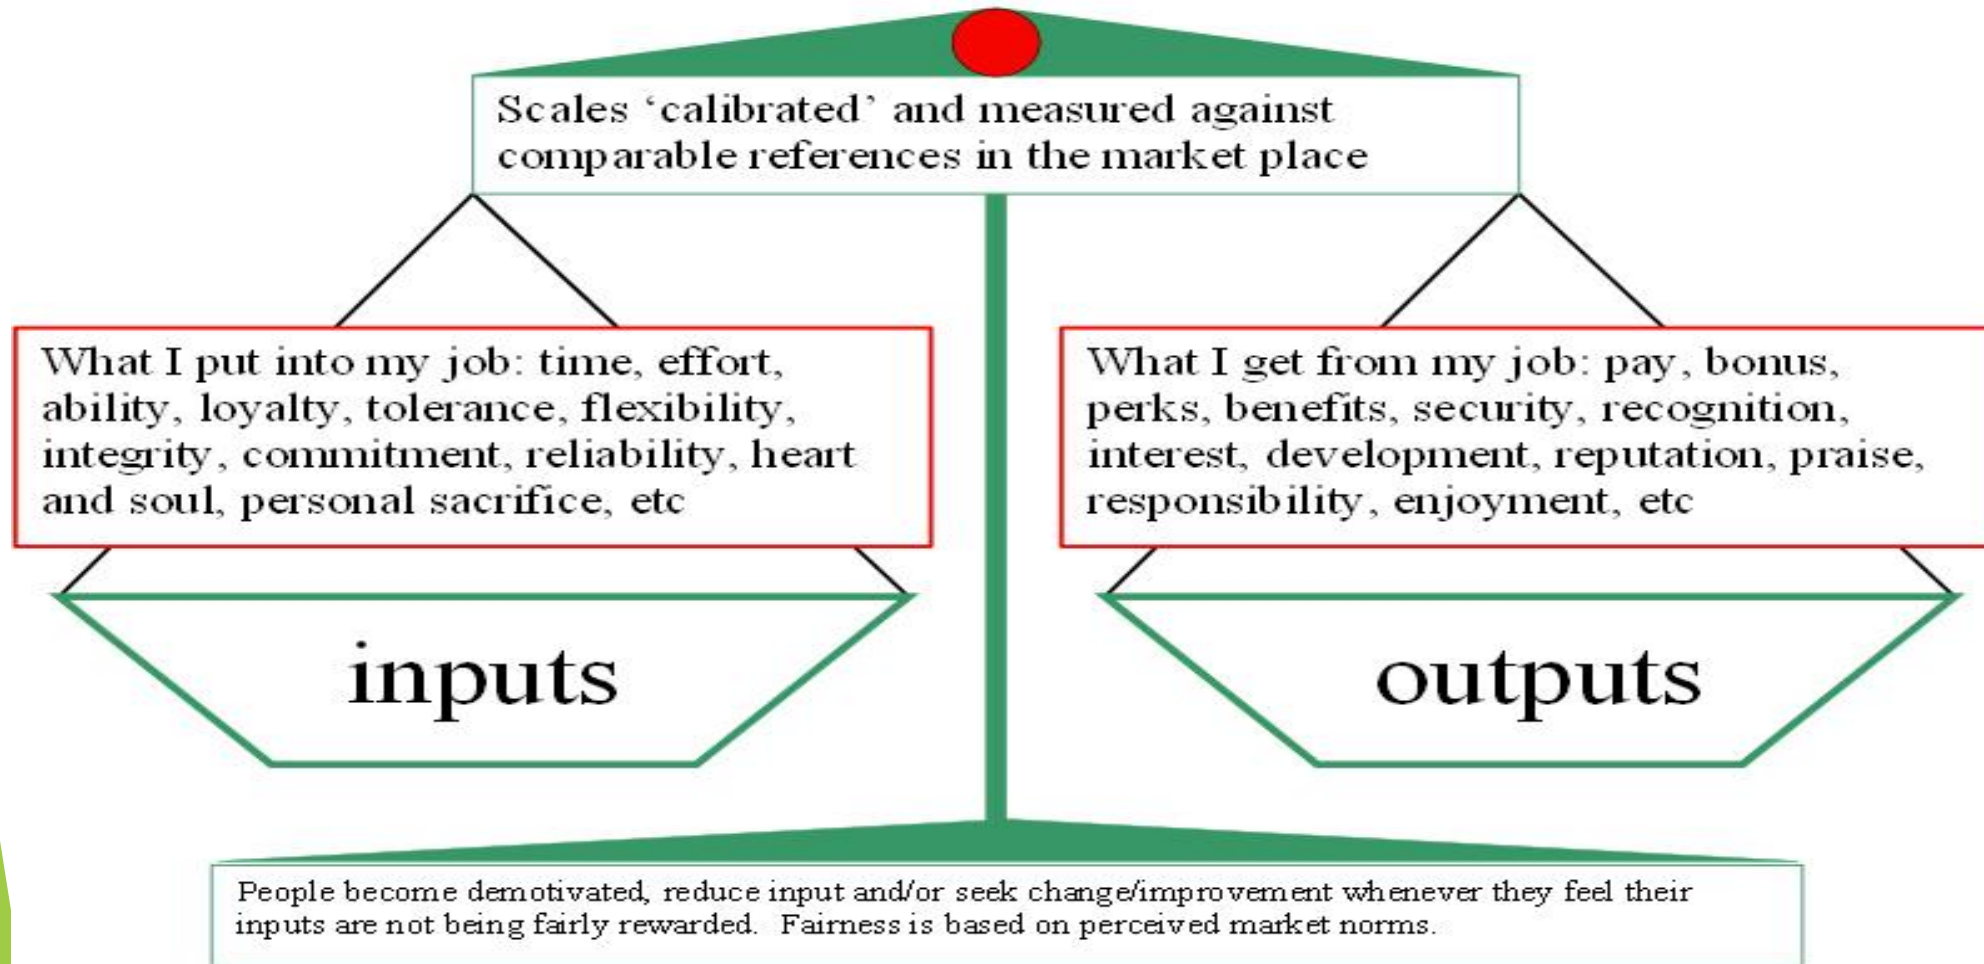 Scales ‘calibrated’ and measured against
comparable references in the market place
What I put into my job: time, effort,
ability, loyalty, tolerance, flexibility,
integrity, commitment, reliability, heart
and soul, personal sacrifice, etc
What I get from my job: pay, bonus,
perks, benefits, security, recognition,
interest, development, reputation, praise,
responsibility, enjoyment, etc
inputs
outputs
People become demotivated, reduce input and/or seek change/improvement whenever they feel their
inputs are not being fairly rewarded.  Fairness is based on perceived market norms.